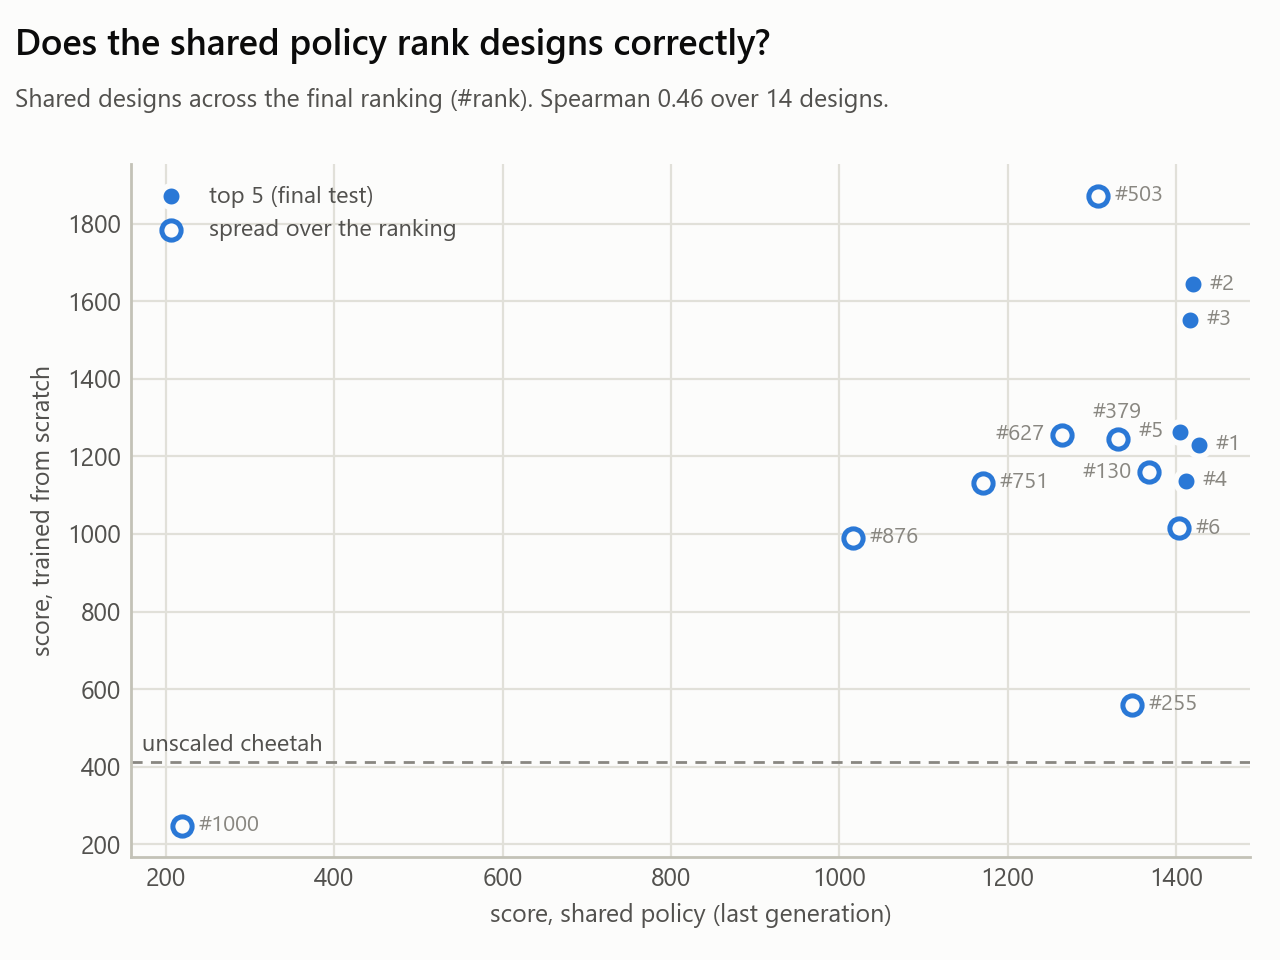 Does the shared policy rank designs correctly?
Shared designs across the final ranking (#rank). Spearman 0.46 over 14 designs.
top 5 (final test)
spread over the ranking
#503
#2
#3
#379
#627
#5
#1
#130
#751
#4
#876
#6
#255
unscaled cheetah
#1000
1800
1600
1400
1200
1000
800
600
400
200
score, trained from scratch
200 400 600 800 1000 1200 1400
score, shared policy (last generation)